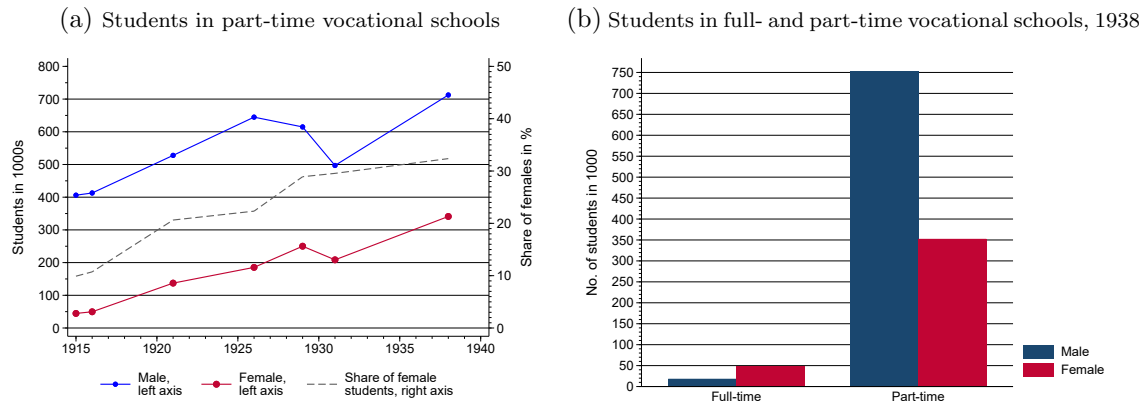 (a) Students in part-time vocational schools
800
700
600
500
400
300
200
100
0
Students in 1000s
50
40
30
20
10
0
Share of females in %
1915 1920 1925 1930 1935 1940
Male,
left axis
Female,
left axis
Share of female
students, right axis
(b) Students in full- and part-time vocational schools, 1938
750
700
650
600
550
500
450
400
350
300
250
200
150
100
50
0
No. of students in 1000
Full-time Part-time
Male
Female